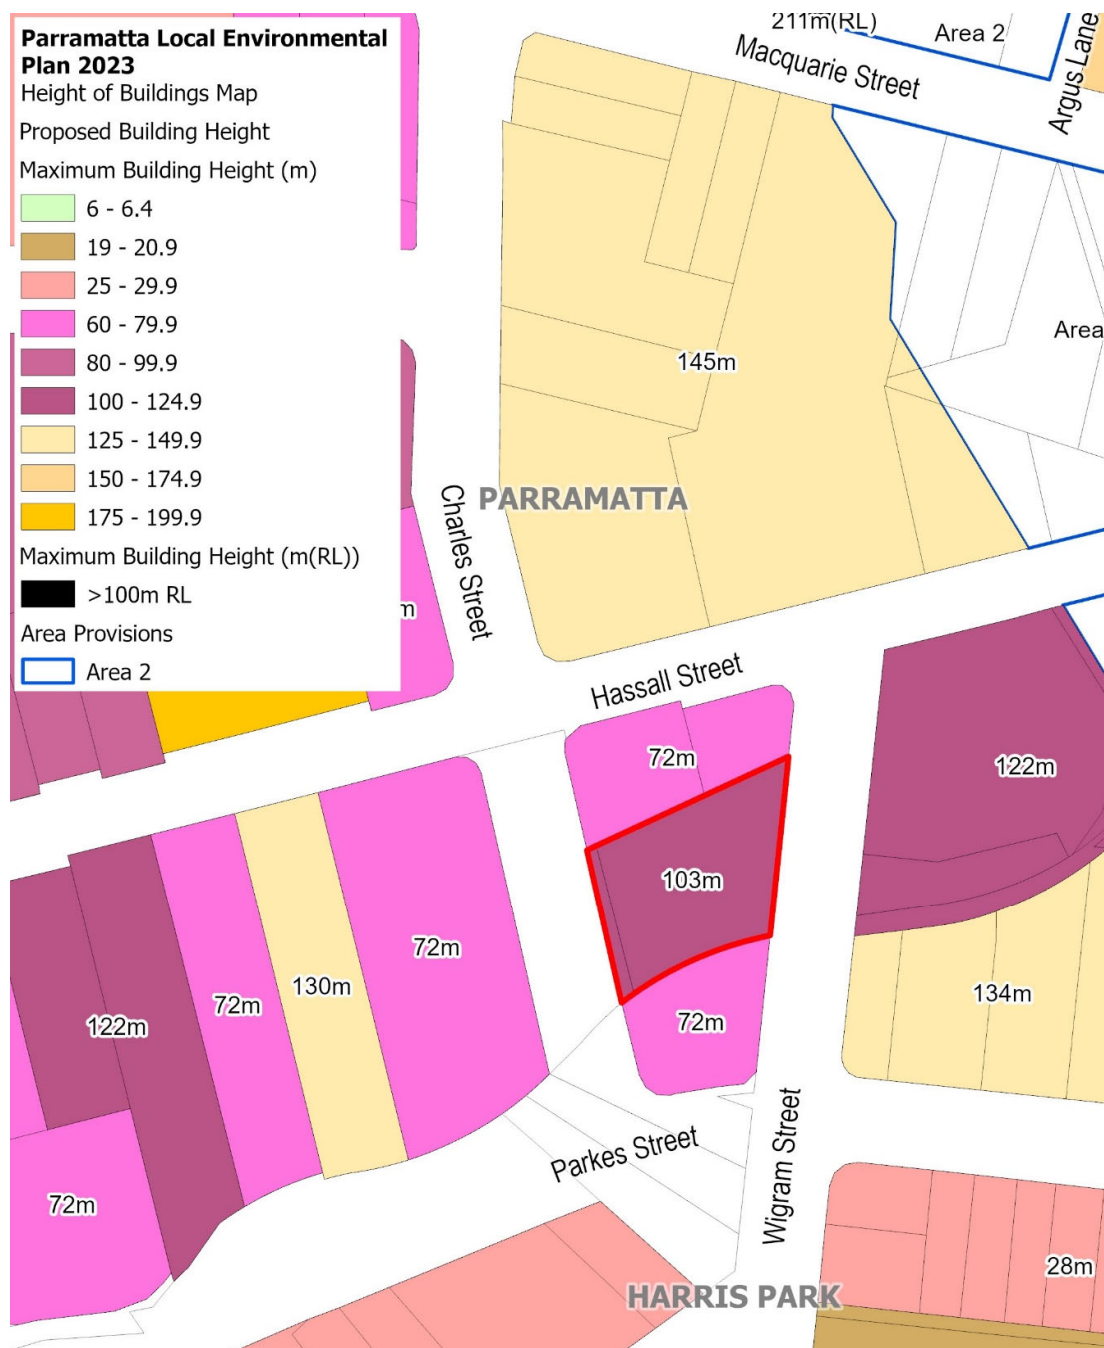 Parramatta Local Environmental
Plan 2023
Height of Buildings Map
Proposed Building Height
Maximum Building Height (m)
6 - 6.4
19 - 20.9
25 - 29.9
60 - 79.9
80 - 99.9
100 - 124.9
125 - 149.9
150 - 174.9
175 - 199.9
Maximum Building Height (m(RL))
>100m RL
Area Provisions
Area 2
211m(RL)
Area 2
Macquarie Street
Argus Lane
Area
145m
PARRAMATTA
Charles Street
m
Hassall Street
72m
122m
103m
72m
130m
72m
122m
134m
72m
72m
Parkes Street
Wigram Street
28m
HARRIS PARK